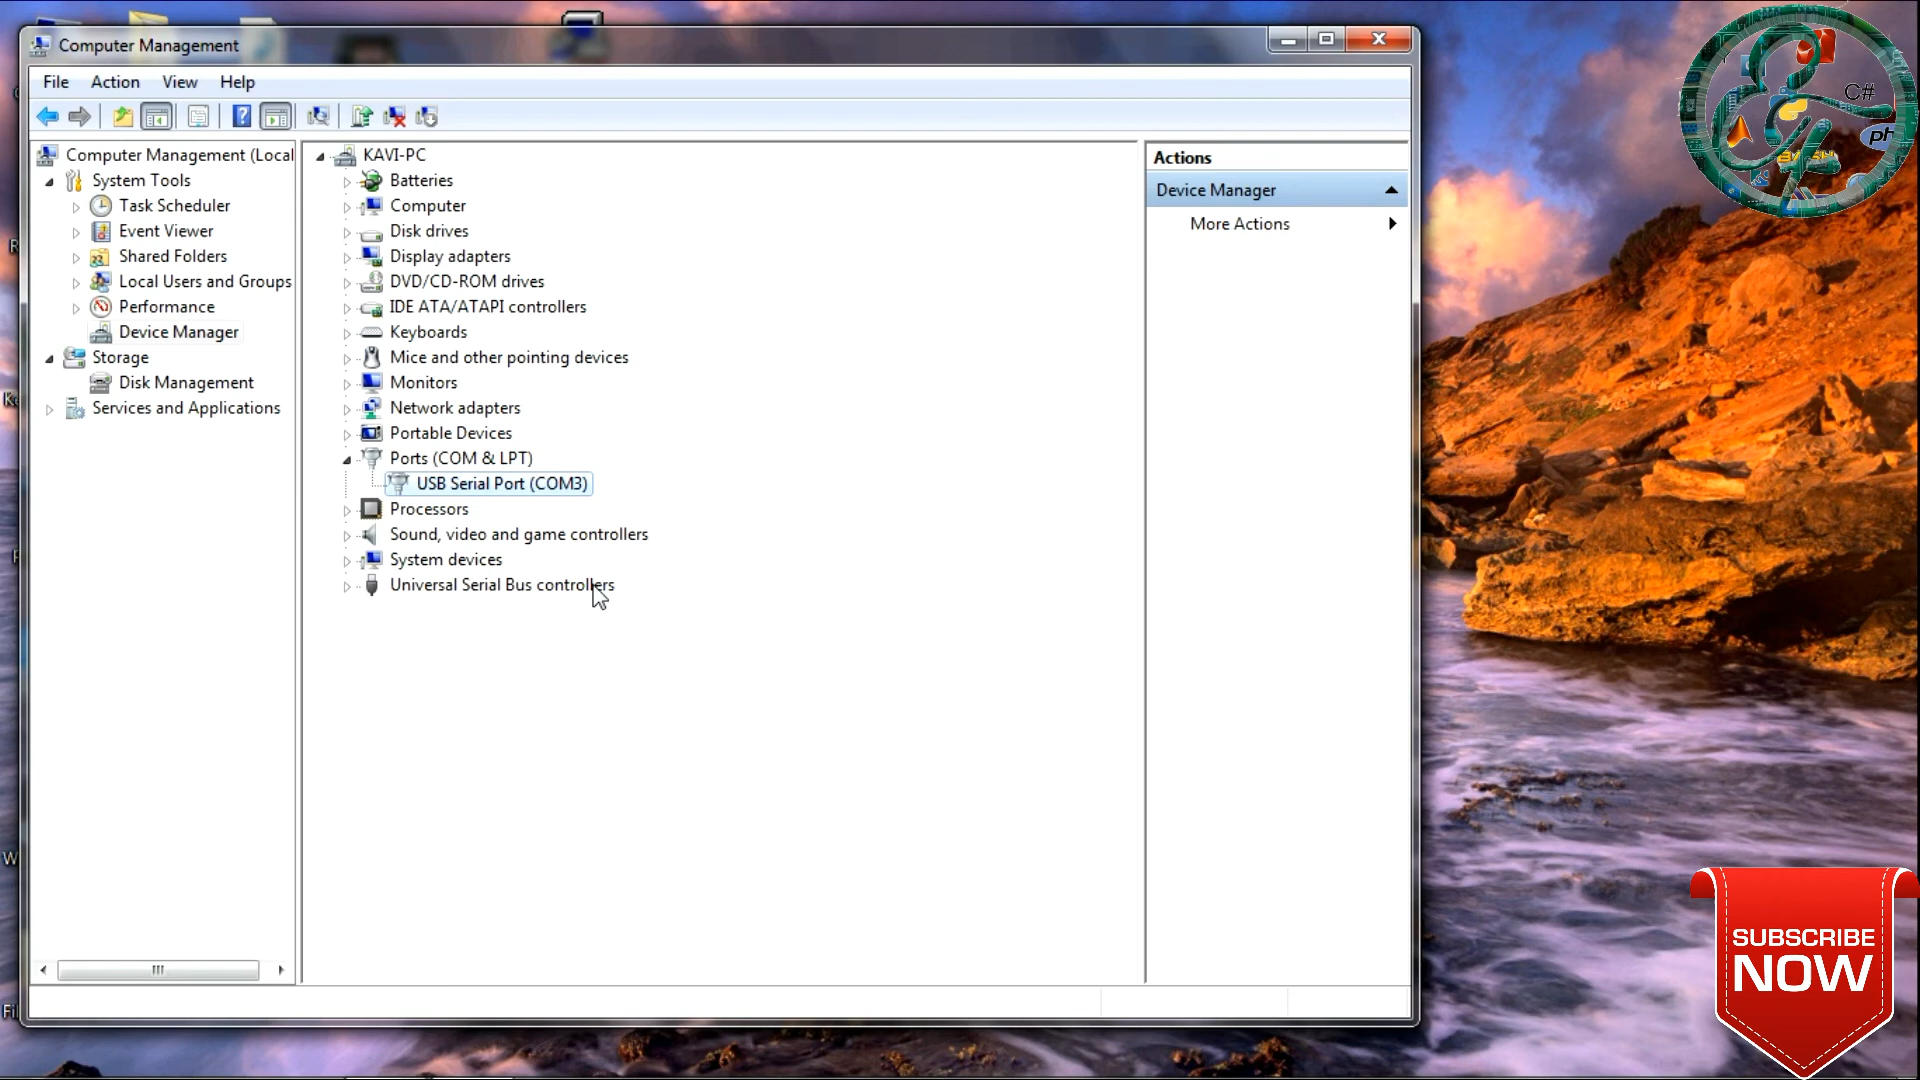 Computer Management
File Action View Help
Computer Management (Local
System Tools
Task Scheduler
Event Viewer
Shared Folders
Local Users and Groups
Performance
Device Manager
Storage
Disk Management
Services and Applications
KAVI-PC
Batteries
Computer
Disk drives
Display adapters
DVD/CD-ROM drives
IDE ATA/ATAPI controllers
Keyboards
Mice and other pointing devices
Monitors
Network adapters
Portable Devices
Ports (COM & LPT)
USB Serial Port (COM3)
Processors
Sound, video and game controllers
System devices
Universal Serial Bus controllers
Actions
Device Manager
More Actions
C#
SUBSCRIBE
NOW